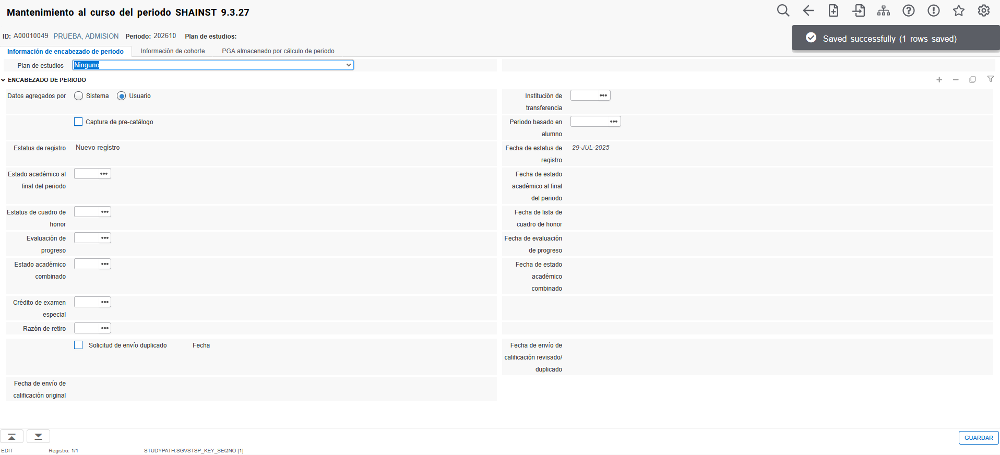 Mantenimiento al curso del periodo SHAINST 9.3.27
Saved successfully (1 rows saved)
ID: A00010049 PRUEBA, ADMISION Periodo: 202610 Plan de estudios:
Información de encabezado de periodo Información de cohorte PGA almacenado por cálculo de periodo
Plan de estudios Ninguno
ENCABEZADO DE PERIODO
Datos agregados por Sistema Usuario
Institución de
transferencia
Captura de pre-catálogo
Periodo basado en
alumno
Estatus de registro Nuevo registro
Fecha de estatus de
registro
29-JUL-2025
Estado académico al
final del periodo
Fecha de estado
académico al final
del periodo
Estatus de cuadro de
honor
Fecha de lista de
cuadro de honor
Evaluación de
progreso
Fecha de evaluación
de progreso
Estado académico
combinado
Fecha de estado
académico
combinado
Crédito de examen
especial
Razón de retiro
Solicitud de envío duplicado Fecha
Fecha de envío de
calificación revisado/
duplicado
Fecha de envío de
calificación original
GUARDAR
EDIT Registro: 1/1 STUDYPATH.SGVSTSP_KEY_SEQNO [1]